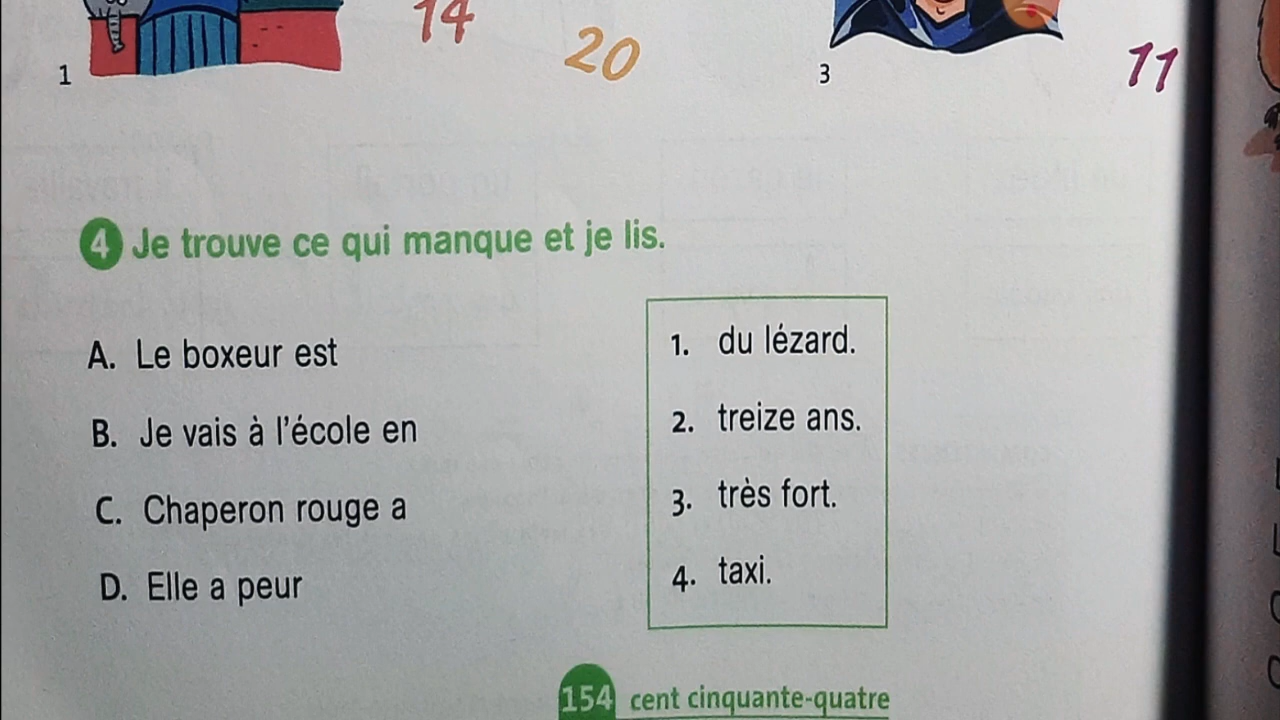 14
20
1
3
11
4 Je trouve ce qui manque et je lis.
A. Le boxeur est
B. Je vais à l'école en
C. Chaperon rouge a
D. Elle a peur
1. du lézard.
2. treize ans.
3. très fort.
4. taxi.
154 cent cinquante-quatre